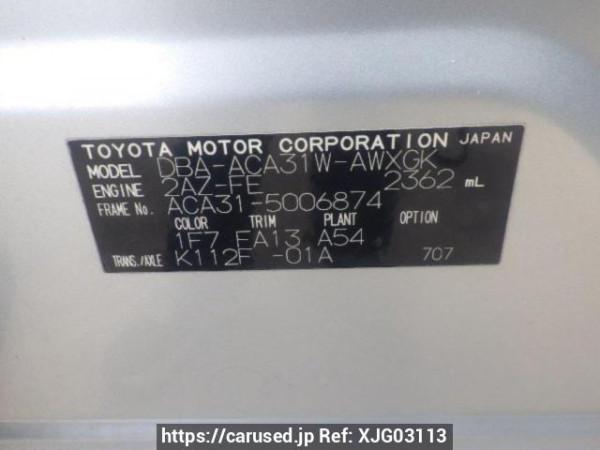 TOYOTA MOTOR CORPORATION JAPAN
MODEL DBA-ACA31W-AWXGK
ENGINE 2AZ-FE 2362 mL
FRAME No. ACA31-5006874
COLOR TRIM PLANT OPTION
1F7 FA13 A54
TRANS./AXLE K112F -01A 707
https://carused.jp Ref: XJG03113